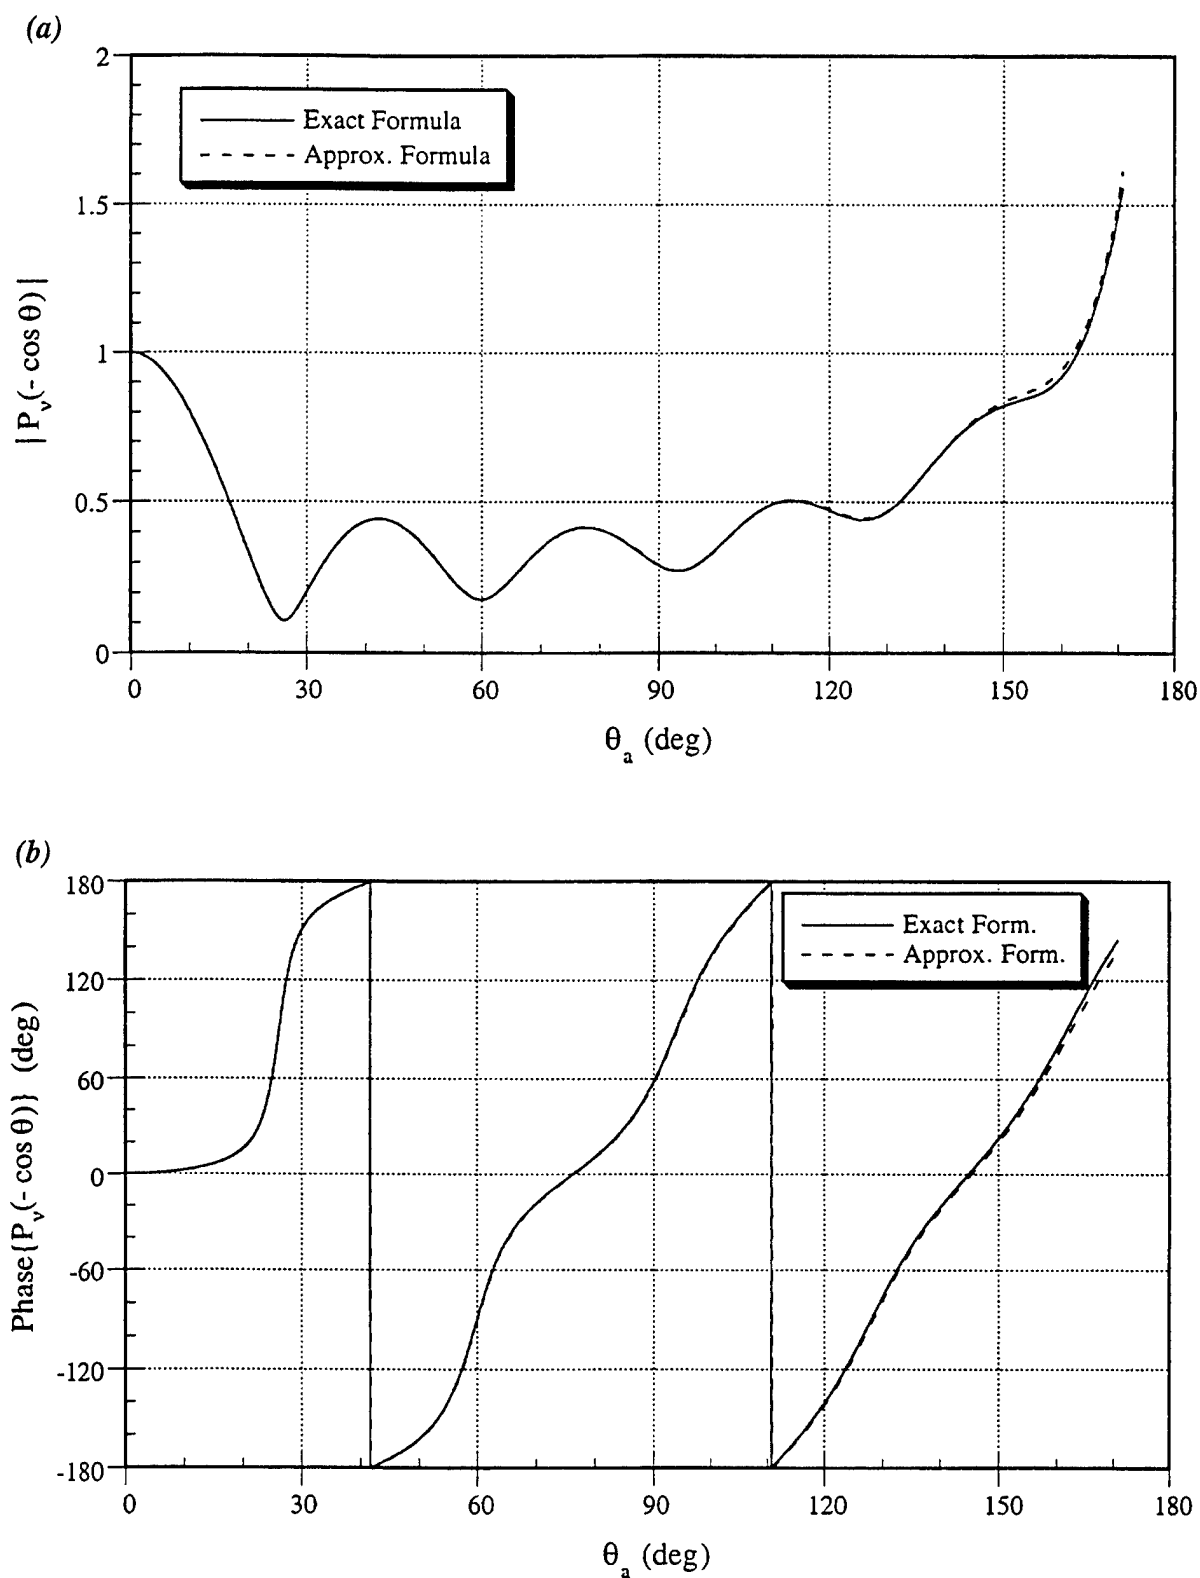 (a)
2
1.5
1
0.5
0
|P_ν(- cos θ)|
Exact Formula
Approx. Formula
0 30 60 90 120 150 180
θ_a (deg)
(b)
180
120
60
0
-60
-120
-180
Phase{P_ν(- cos θ)} (deg)
Exact Form.
Approx. Form.
0 30 60 90 120 150 180
θ_a (deg)